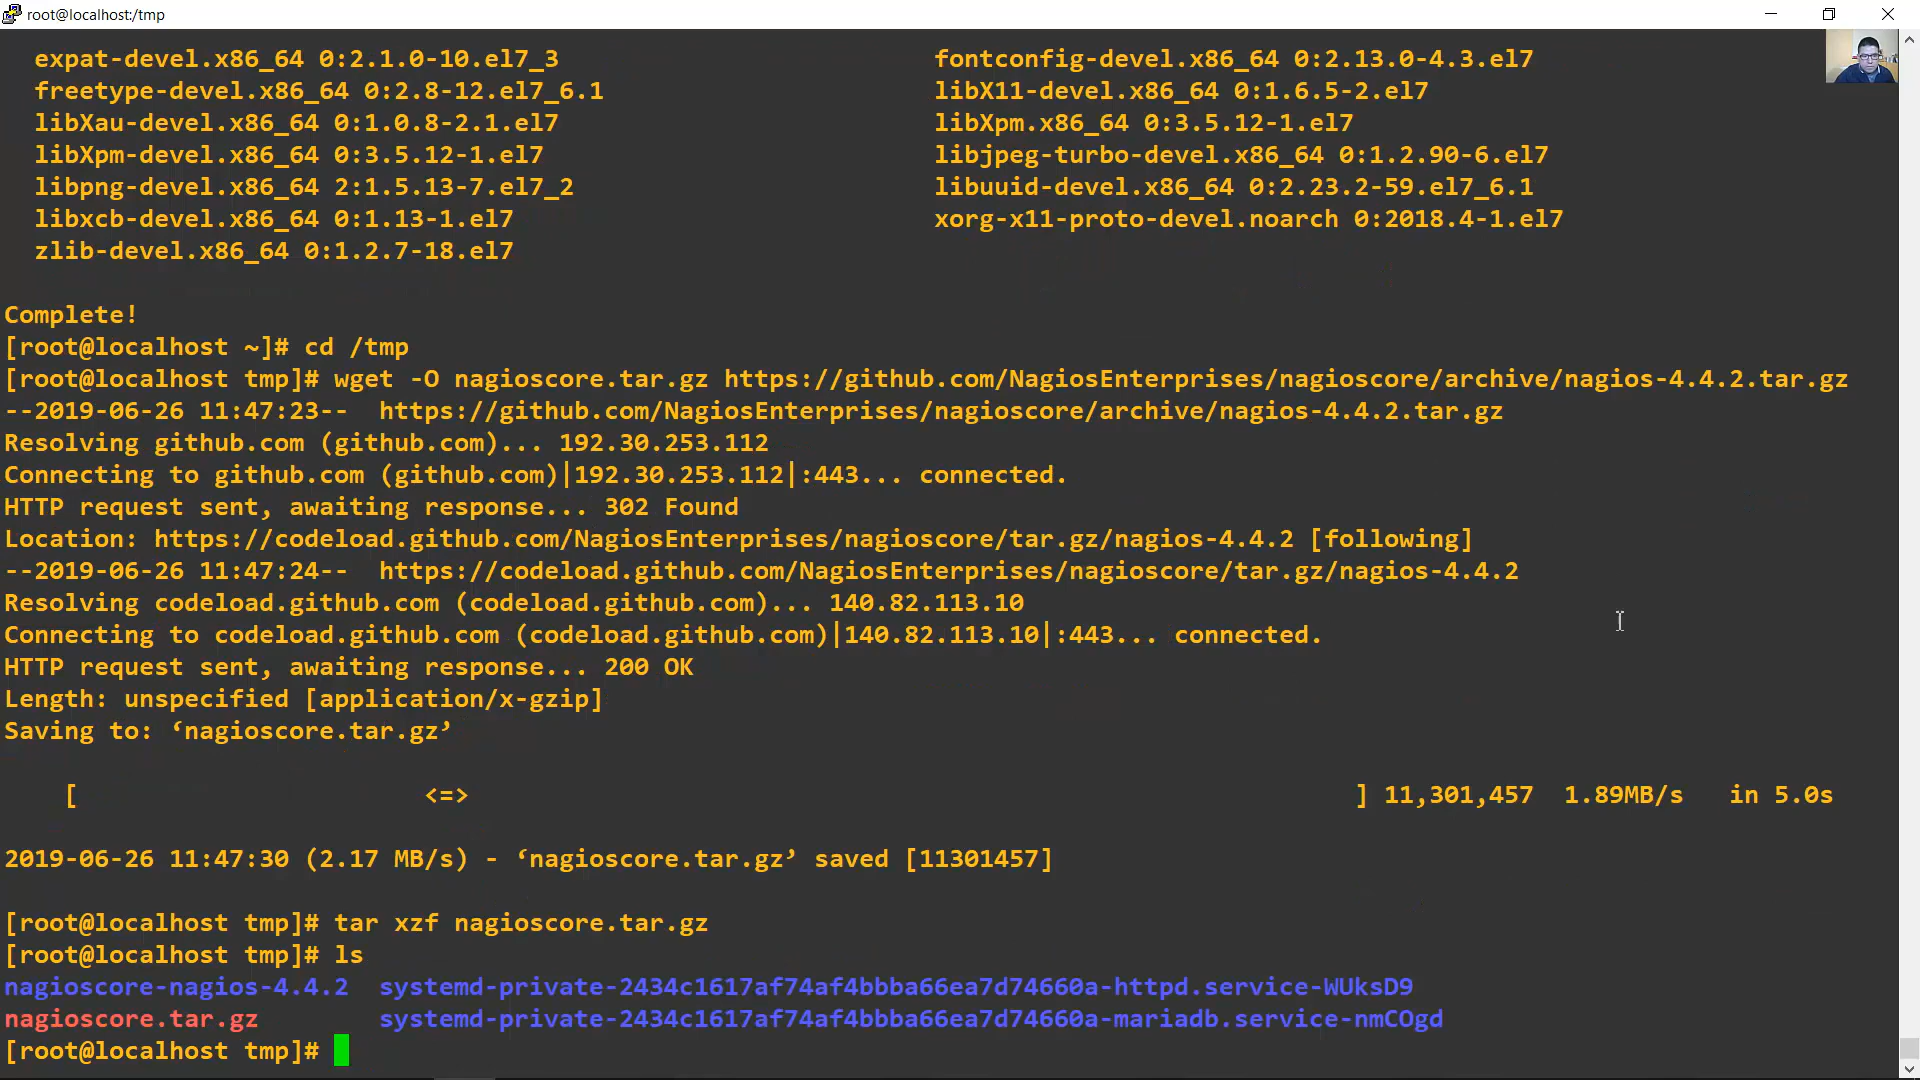 root@localhost:/tmp
expat-devel.x86_64 0:2.1.0-10.el7_3 fontconfig-devel.x86_64 0:2.13.0-4.3.el7
freetype-devel.x86_64 0:2.8-12.el7_6.1 libX11-devel.x86_64 0:1.6.5-2.el7
libXau-devel.x86_64 0:1.0.8-2.1.el7 libXpm.x86_64 0:3.5.12-1.el7
libXpm-devel.x86_64 0:3.5.12-1.el7 libjpeg-turbo-devel.x86_64 0:1.2.90-6.el7
libpng-devel.x86_64 2:1.5.13-7.el7_2 libuuid-devel.x86_64 0:2.23.2-59.el7_6.1
libxcb-devel.x86_64 0:1.13-1.el7 xorg-x11-proto-devel.noarch 0:2018.4-1.el7
zlib-devel.x86_64 0:1.2.7-18.el7
Complete!
[root@localhost ~]# cd /tmp
[root@localhost tmp]# wget -O nagioscore.tar.gz https://github.com/NagiosEnterprises/nagioscore/archive/nagios-4.4.2.tar.gz
--2019-06-26 11:47:23--  https://github.com/NagiosEnterprises/nagioscore/archive/nagios-4.4.2.tar.gz
Resolving github.com (github.com)... 192.30.253.112
Connecting to github.com (github.com)|192.30.253.112|:443... connected.
HTTP request sent, awaiting response... 302 Found
Location: https://codeload.github.com/NagiosEnterprises/nagioscore/tar.gz/nagios-4.4.2 [following]
--2019-06-26 11:47:24--  https://codeload.github.com/NagiosEnterprises/nagioscore/tar.gz/nagios-4.4.2
Resolving codeload.github.com (codeload.github.com)... 140.82.113.10
Connecting to codeload.github.com (codeload.github.com)|140.82.113.10|:443... connected.
HTTP request sent, awaiting response... 200 OK
Length: unspecified [application/x-gzip]
Saving to: ‘nagioscore.tar.gz’
[ <=> ] 11,301,457 1.89MB/s in 5.0s
2019-06-26 11:47:30 (2.17 MB/s) - ‘nagioscore.tar.gz’ saved [11301457]
[root@localhost tmp]# tar xzf nagioscore.tar.gz
[root@localhost tmp]# ls
nagioscore-nagios-4.4.2 systemd-private-2434c1617af74af4bbba66ea7d74660a-httpd.service-WUksD9
nagioscore.tar.gz systemd-private-2434c1617af74af4bbba66ea7d74660a-mariadb.service-nmCOgd
[root@localhost tmp]#